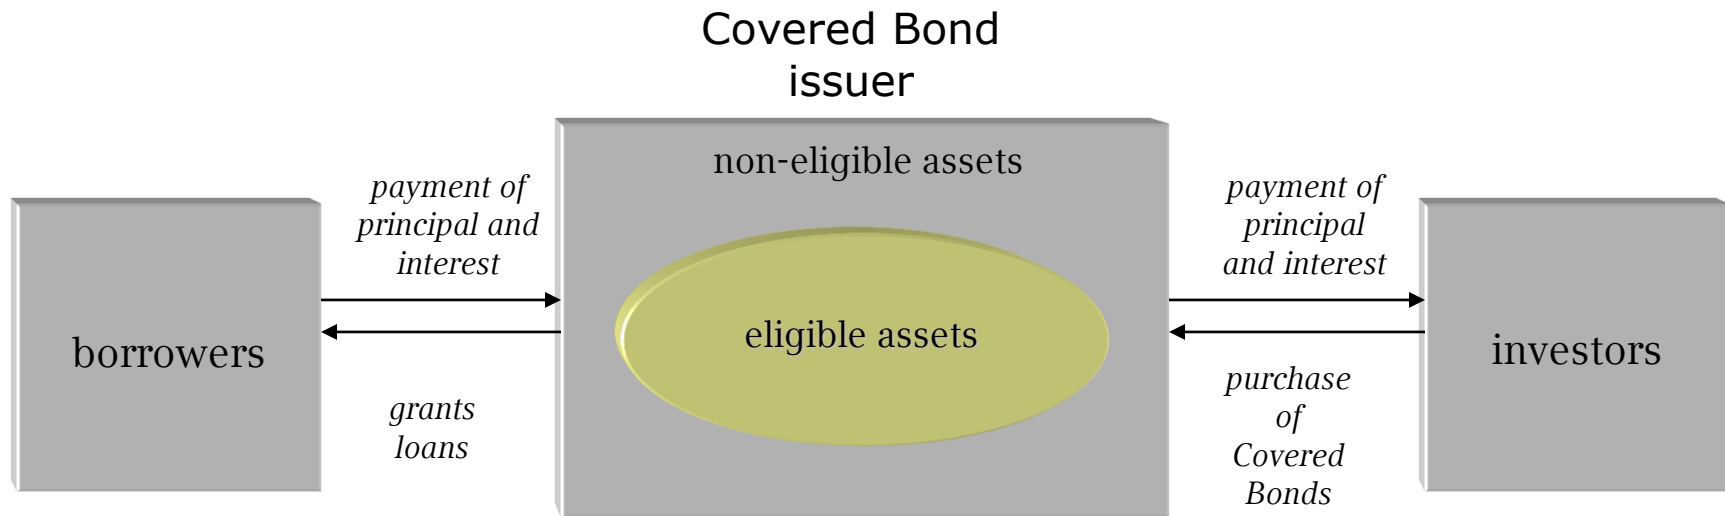 Covered Bond
issuer
non-eligible assets
payment of
principal and
interest
payment of
principal
and interest
borrowers
eligible assets
investors
grants
loans
purchase
of
Covered
Bonds